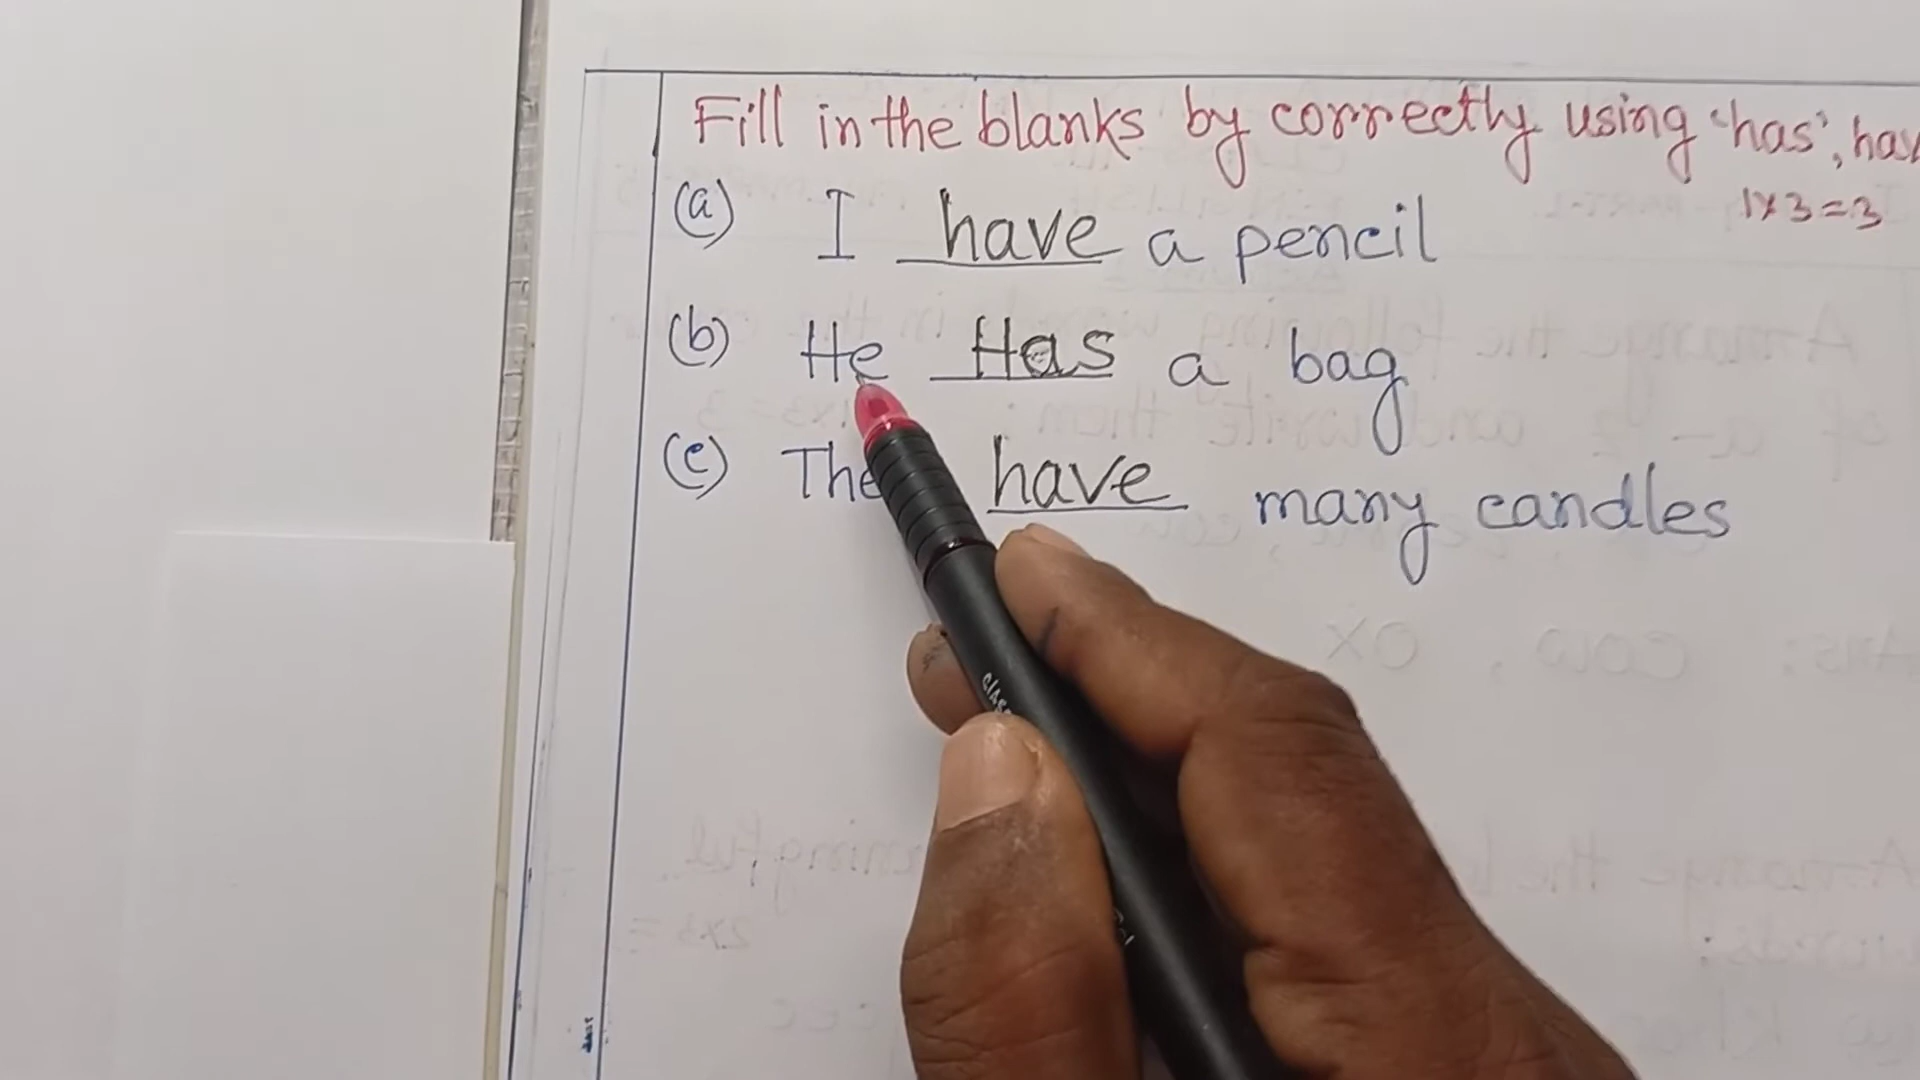 Fill in the blanks by correctly using 'has', hav
1x3=3
(a) I have a pencil
(b) He Has a bag
(c) The have many candles